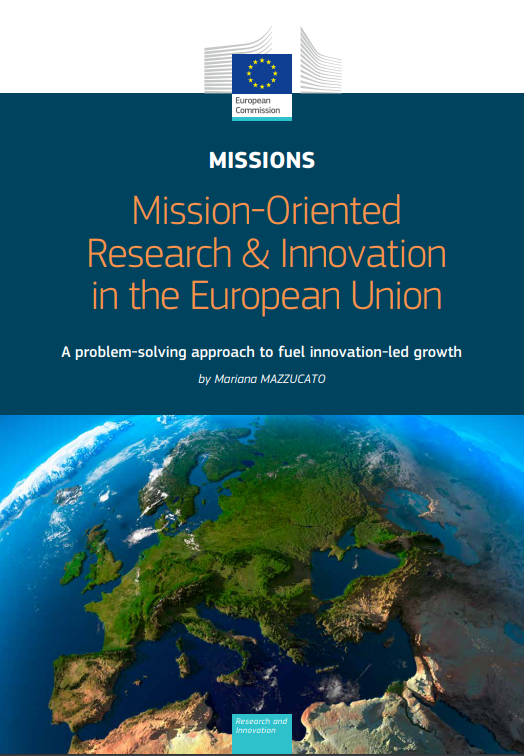 European
Commission
MISSIONS
Mission-Oriented
Research & Innovation
in the European Union
A problem-solving approach to fuel innovation-led growth
by Mariana MAZZUCATO
Research and
Innovation